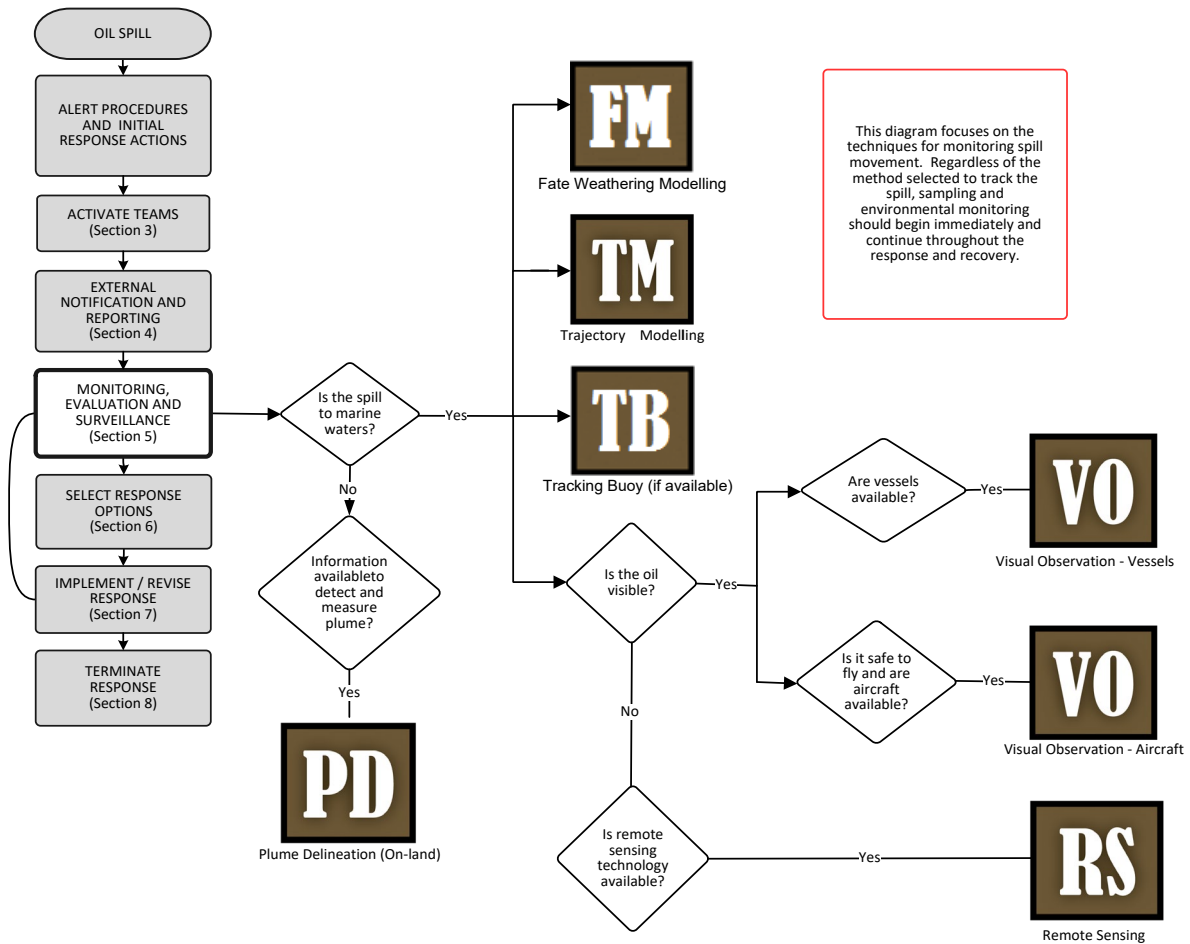 OIL SPILL
ALERT PROCEDURES
AND INITIAL
RESPONSE ACTIONS
ACTIVATE TEAMS
(Section 3)
EXTERNAL
NOTIFICATION AND
REPORTING
(Section 4)
MONITORING,
EVALUATION AND
SURVEILLANCE
(Section 5)
SELECT RESPONSE
OPTIONS
(Section 6)
IMPLEMENT / REVISE
RESPONSE
(Section 7)
TERMINATE
RESPONSE
(Section 8)
Is the spill
to marine
waters?
Yes
No
Information
availableto
detect and
measure
plume?
Yes
PD
Plume Delineation (On-land)
FM
Fate Weathering Modelling
TM
Trajectory Modelling
TB
Tracking Buoy (if available)
Is the oil
visible?
Yes
No
Are vessels
available?
Yes
VO
Visual Observation - Vessels
Is it safe to
fly and are
aircraft
available?
Yes
VO
Visual Observation - Aircraft
Is remote
sensing
technology
available?
Yes
RS
Remote Sensing
This diagram focuses on the
techniques for monitoring spill
movement. Regardless of the
method selected to track the
spill, sampling and
environmental monitoring
should begin immediately and
continue throughout the
response and recovery.